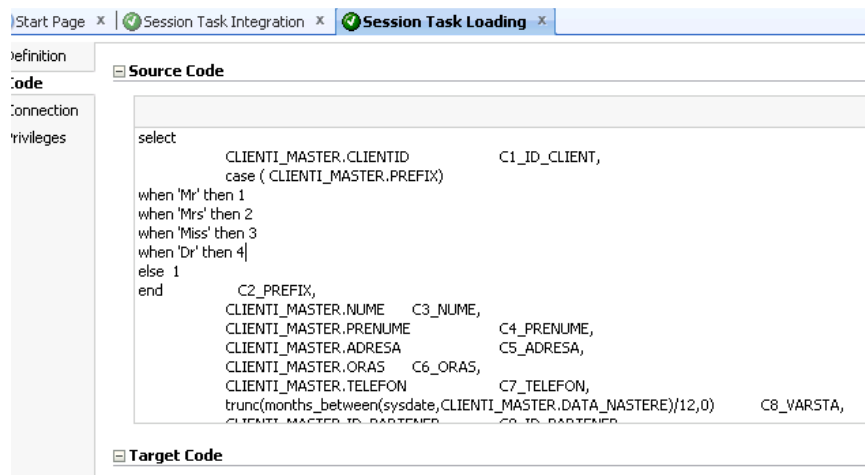 Start Page x Session Task Integration x Session Task Loading x
Definition
Code
Connection
Privileges
Source Code
select
CLIENTI_MASTER.CLIENTID C1_ID_CLIENT,
case ( CLIENTI_MASTER.PREFIX)
when 'Mr' then 1
when 'Mrs' then 2
when 'Miss' then 3
when 'Dr' then 4
else 1
end C2_PREFIX,
CLIENTI_MASTER.NUME C3_NUME,
CLIENTI_MASTER.PRENUME C4_PRENUME,
CLIENTI_MASTER.ADRESA C5_ADRESA,
CLIENTI_MASTER.ORAS C6_ORAS,
CLIENTI_MASTER.TELEFON C7_TELEFON,
trunc(months_between(sysdate,CLIENTI_MASTER.DATA_NASTERE)/12,0) C8_VARSTA,
CLIENTI_MASTER.ID_PARTENER C9_ID_PARTENER
Target Code